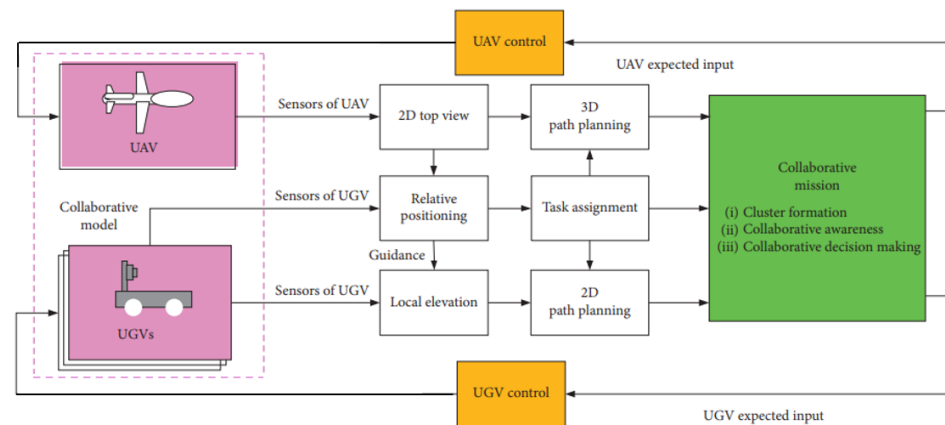 UAV control
UAV expected input
Sensors of UAV
2D top view
3D
path planning
UAV
Collaborative
mission
(i) Cluster formation
(ii) Collaborative awareness
(iii) Collaborative decision making
Sensors of UGV
Relative
positioning
Task assignment
Collaborative
model
Guidance
Sensors of UGV
Local elevation
2D
path planning
UGVs
UGV control
UGV expected input